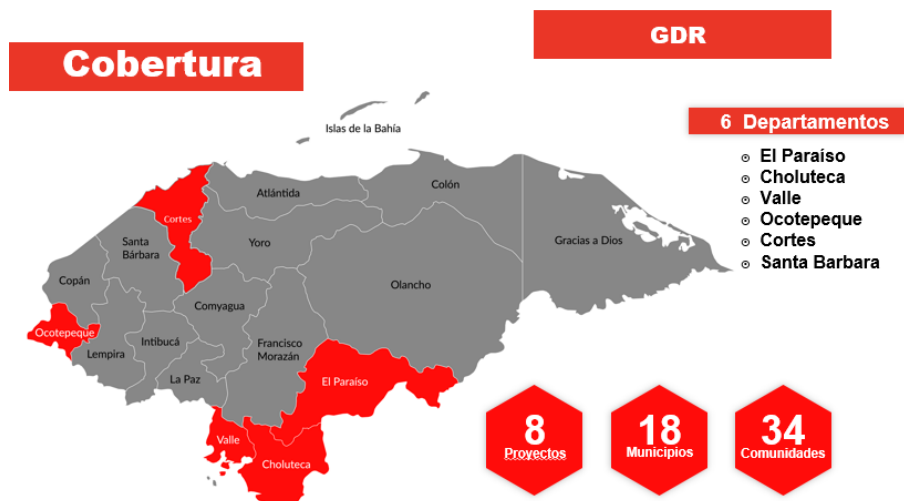 Cobertura
GDR
6 Departamentos
El Paraíso
Choluteca
Valle
Ocotepeque
Cortes
Santa Barbara
Islas de la Bahía
Cortes
Atlántida
Colón
Santa
Bárbara
Yoro
Gracias a Dios
Copán
Olancho
Comyagua
Ocotepeque
Lempira
Intibucá
Francisco
Morazán
La Paz
El Paraíso
Valle
Choluteca
8
Proyectos
18
Municipios
34
Comunidades